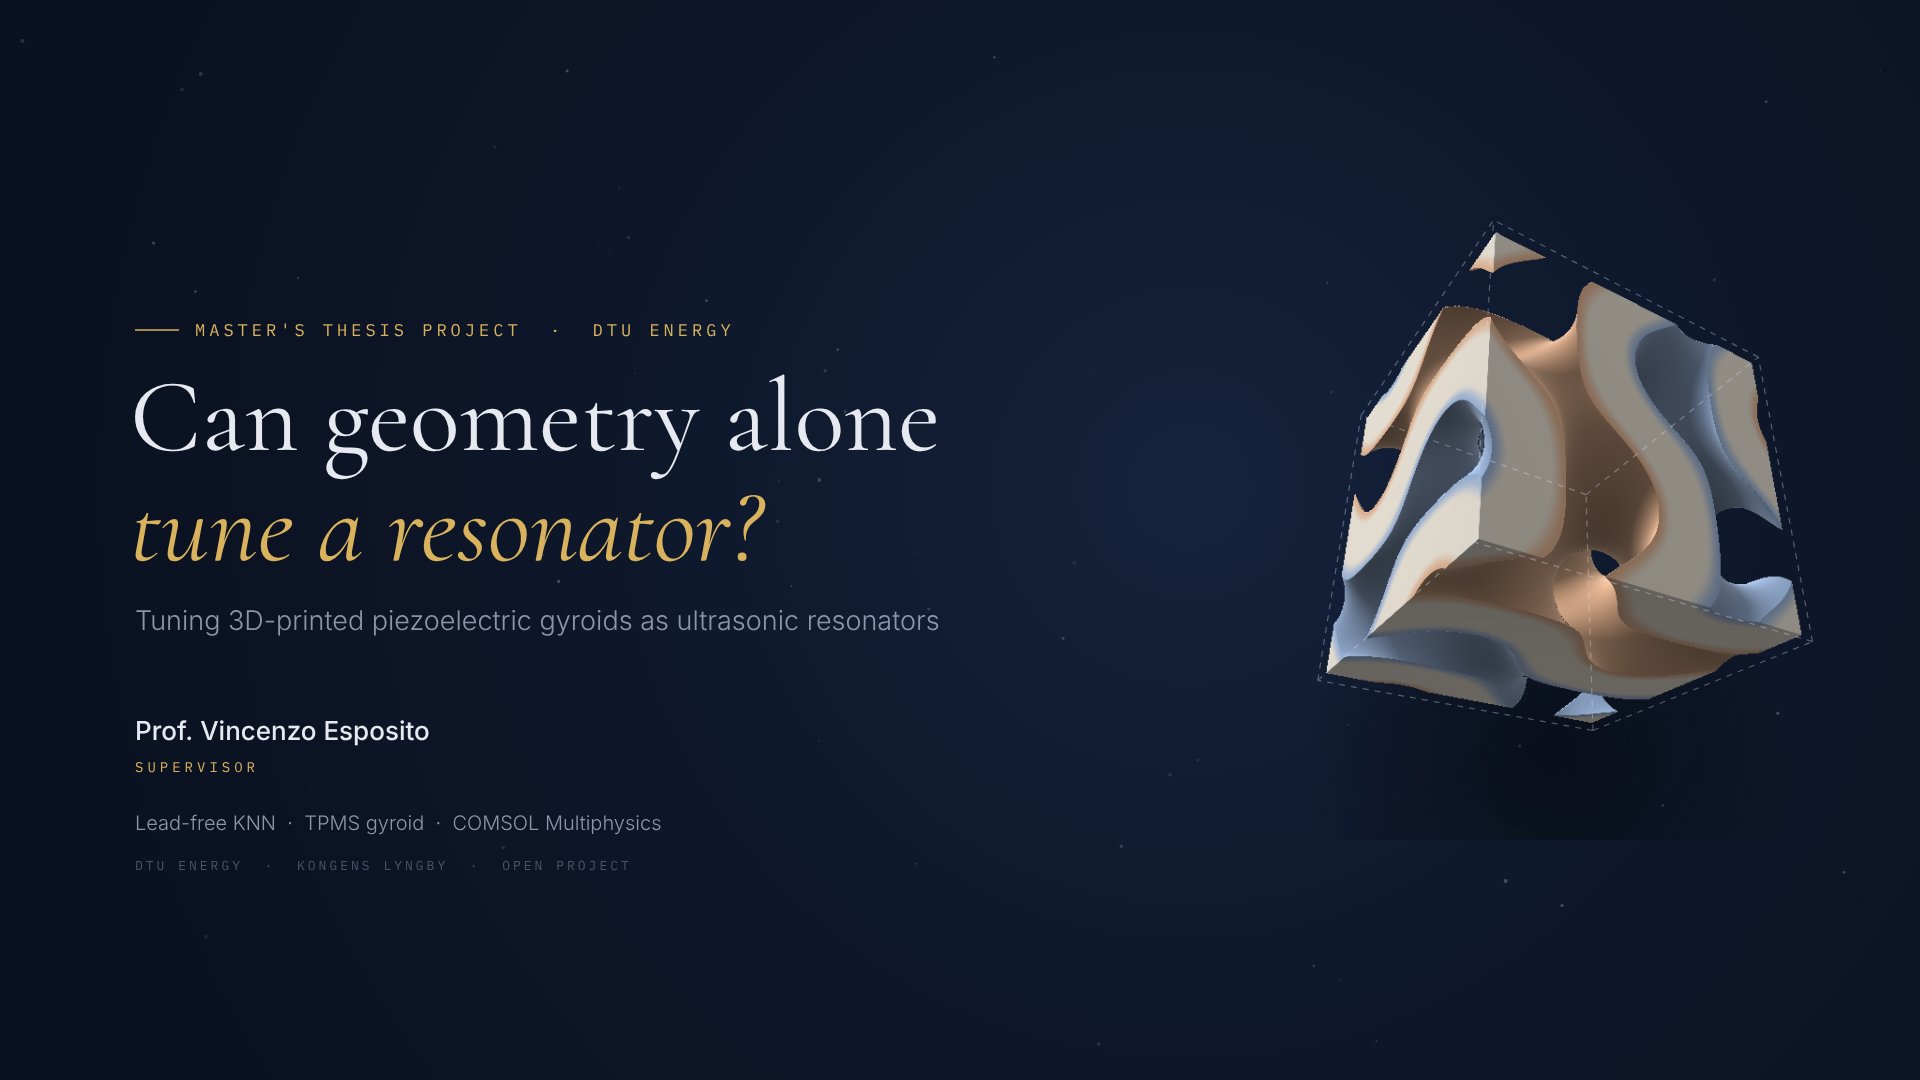 MASTER'S THESIS PROJECT · DTU ENERGY
Can geometry alone
tune a resonator?
Tuning 3D-printed piezoelectric gyroids as ultrasonic resonators
Prof. Vincenzo Esposito
SUPERVISOR
Lead-free KNN · TPMS gyroid · COMSOL Multiphysics
DTU ENERGY · KONGENS LYNGBY · OPEN PROJECT